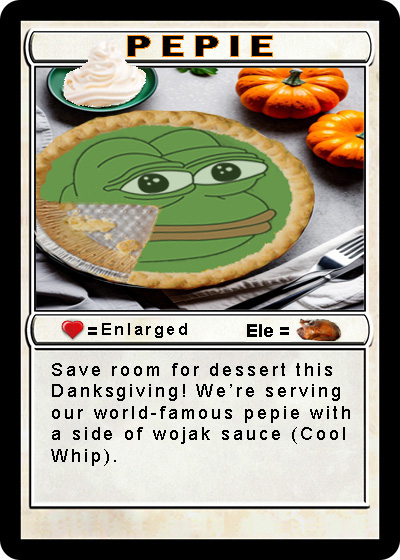 PEPIE
=Enlarged Ele =
Save room for dessert this
Danksgiving! We’re serving
our world-famous pepie with
a side of wojak sauce (Cool
Whip).